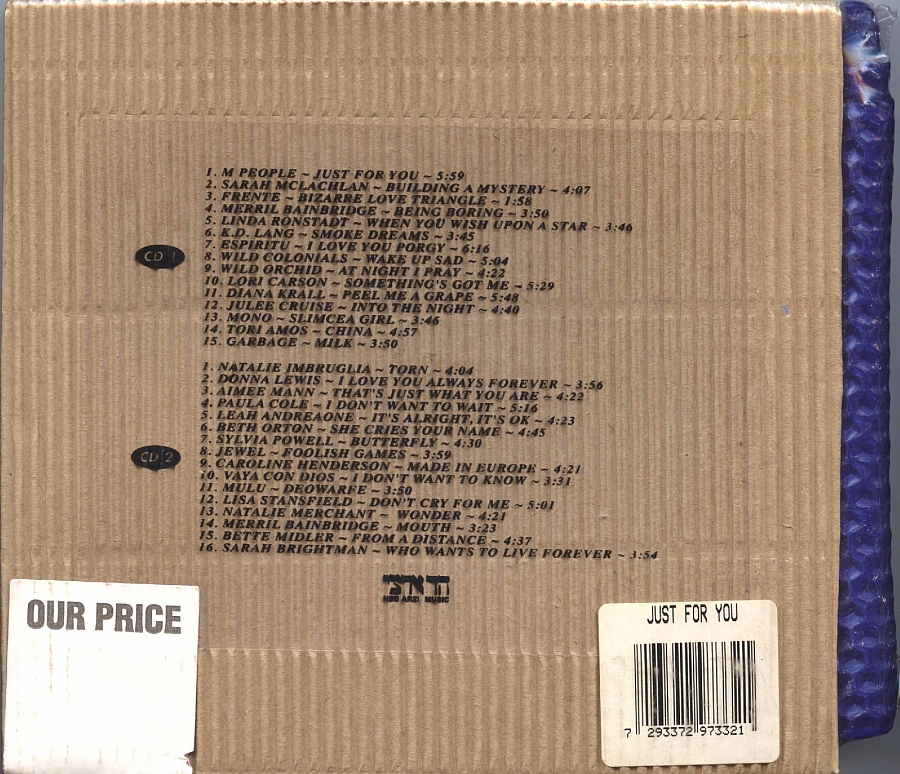 CD 1
1. M PEOPLE ~ JUST FOR YOU ~ 5:59
2. SARAH MCLACHLAN ~ BUILDING A MYSTERY ~ 4:07
3. FRENTE ~ BIZARRE LOVE TRIANGLE ~ 1:58
4. MERRIL BAINBRIDGE ~ BEING BORING ~ 3:50
5. LINDA RONSTADT ~ WHEN YOU WISH UPON A STAR ~ 3:46
6. K.D. LANG ~ SMOKE DREAMS ~ 3:45
7. ESPIRITU ~ I LOVE YOU PORGY ~ 6:16
8. WILD COLONIALS ~ WAKE UP SAD ~ 5:04
9. WILD ORCHID ~ AT NIGHT I PRAY ~ 4:22
10. LORI CARSON ~ SOMETHING'S GOT ME ~ 5:29
11. DIANA KRALL ~ PEEL ME A GRAPE ~ 5:48
12. JULEE CRUISE ~ INTO THE NIGHT ~ 4:40
13. MONO ~ SLIMCEA GIRL ~ 3:46
14. TORI AMOS ~ CHINA ~ 4:57
15. GARBAGE ~ MILK ~ 3:50
CD 2
1. NATALIE IMBRUGLIA ~ TORN ~ 4:04
2. DONNA LEWIS ~ I LOVE YOU ALWAYS FOREVER ~ 3:56
3. AIMEE MANN ~ THAT'S JUST WHAT YOU ARE ~ 4:22
4. PAULA COLE ~ I DON'T WANT TO WAIT ~ 5:16
5. LEAH ANDREAONE ~ IT'S ALRIGHT, IT'S OK ~ 4:23
6. BETH ORTON ~ SHE CRIES YOUR NAME ~ 4:45
7. SYLVIA POWELL ~ BUTTERFLY ~ 4:30
8. JEWEL ~ FOOLISH GAMES ~ 3:59
9. CAROLINE HENDERSON ~ MADE IN EUROPE ~ 4:21
10. VAYA CON DIOS ~ I DON'T WANT TO KNOW ~ 3:31
11. MULU ~ DEOWARFE ~ 3:50
12. LISA STANSFIELD ~ DON'T CRY FOR ME ~ 5:01
13. NATALIE MERCHANT ~ WONDER ~ 4:21
14. MERRIL BAINBRIDGE ~ MOUTH ~ 3:23
15. BETTE MIDLER ~ FROM A DISTANCE ~ 4:37
16. SARAH BRIGHTMAN ~ WHO WANTS TO LIVE FOREVER ~ 3:54
הד ארצי
HED ARZI MUSIC
OUR PRICE
JUST FOR YOU
7 293372 973321